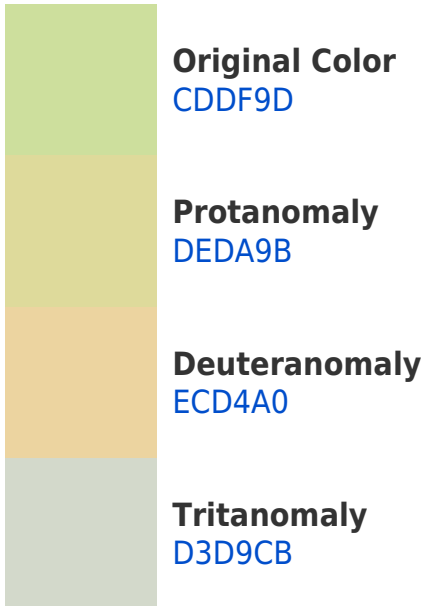 Original Color
CDDF9D
Protanomaly
DEDA9B
Deuteranomaly
ECD4A0
Tritanomaly
D3D9CB